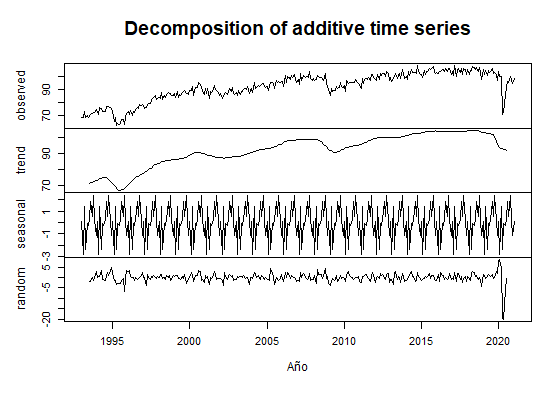 Decomposition of additive time series
observed
70 90
trend
70 90
seasonal
-3 -1 1
random
-20 -5 5
1995 2000 2005 2010 2015 2020
Año